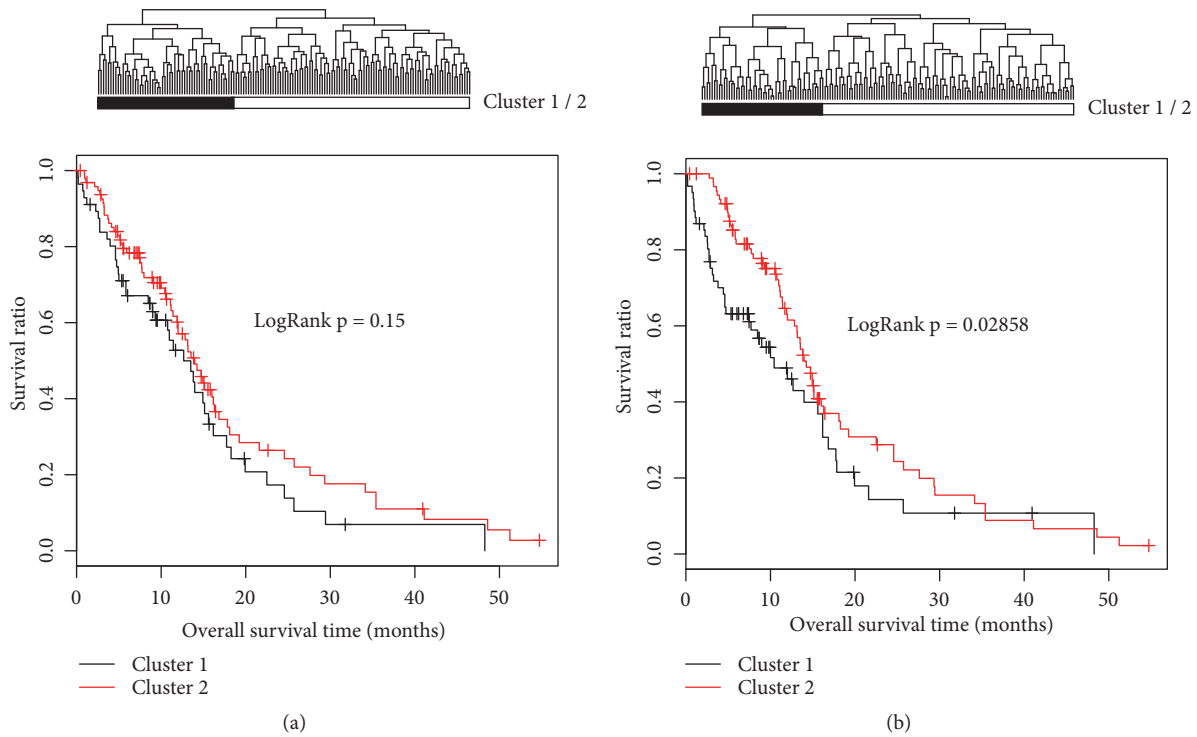 Cluster 1 / 2
1.0
0.8
0.6
0.4
0.2
0.0
Survival ratio
LogRank p = 0.15
0 10 20 30 40 50
Overall survival time (months)
Cluster 1
Cluster 2
(a)
Cluster 1 / 2
1.0
0.8
0.6
0.4
0.2
0.0
Survival ratio
LogRank p = 0.02858
0 10 20 30 40 50
Overall survival time (months)
Cluster 1
Cluster 2
(b)